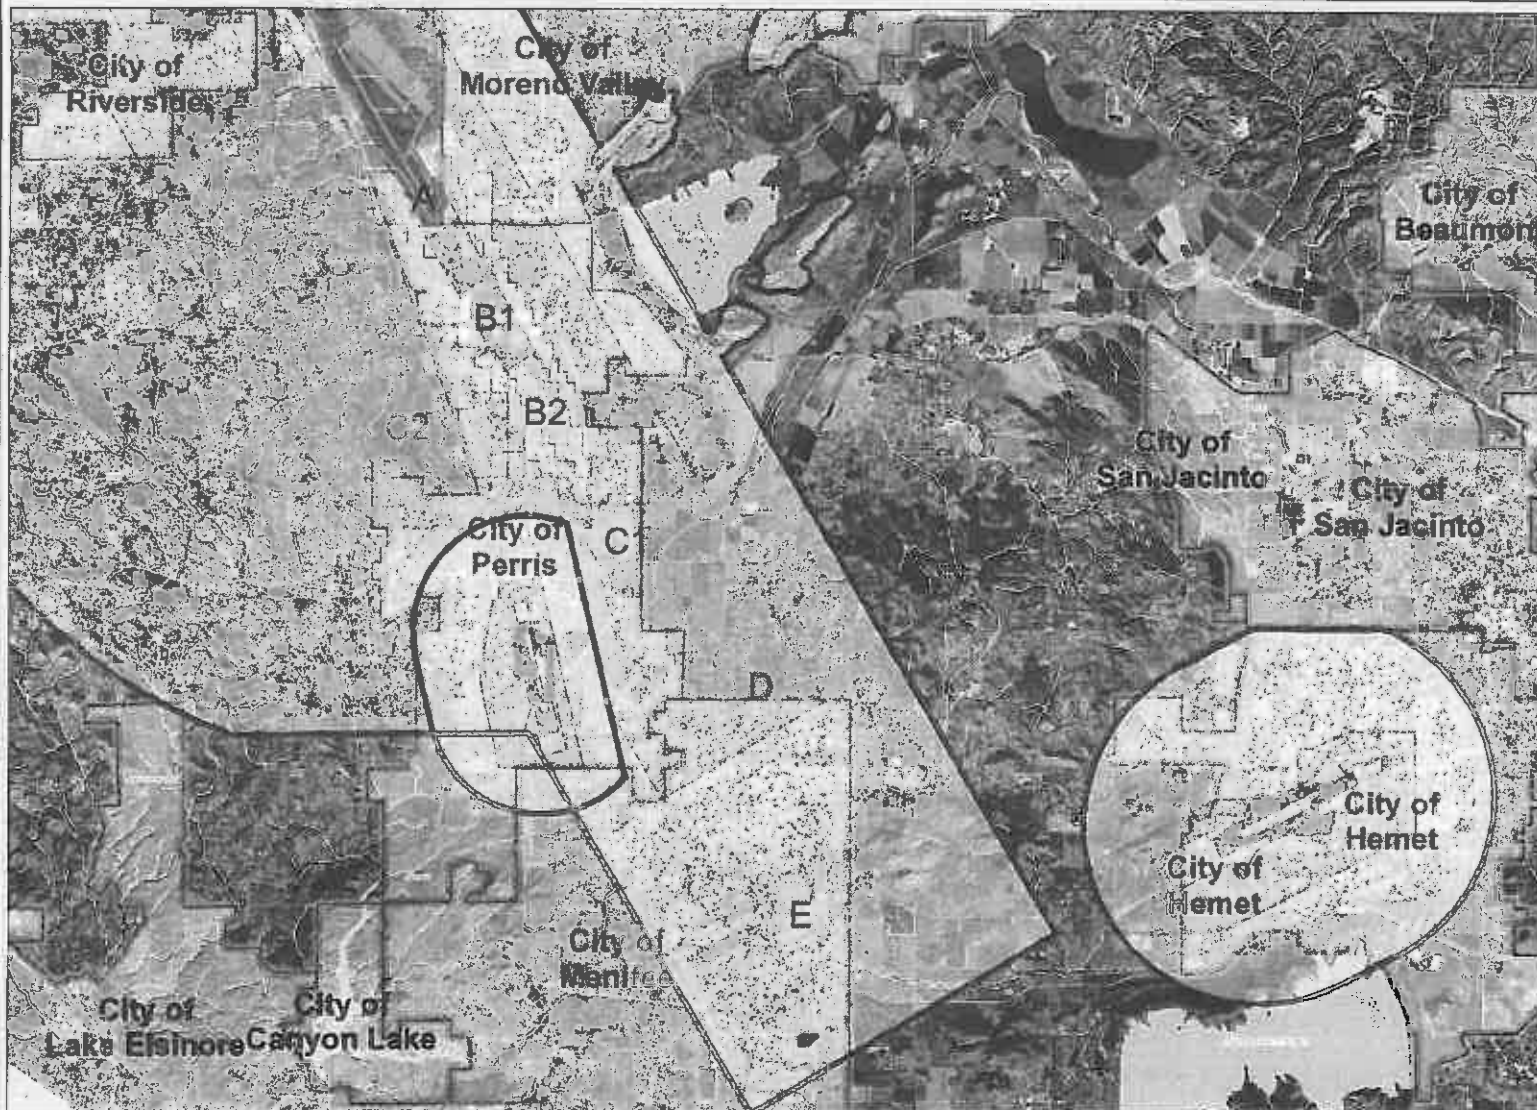 City of
Riverside
City of
Moreno Valley
A
City of
Beaumont
B1
B2
C2
City of
San Jacinto
City of
San Jacinto
City of
Perris
C1
D
City of
Hemet
City of
Hemet
E
City of
Menifee
City of
Lake Elsinore
City of
Canyon Lake